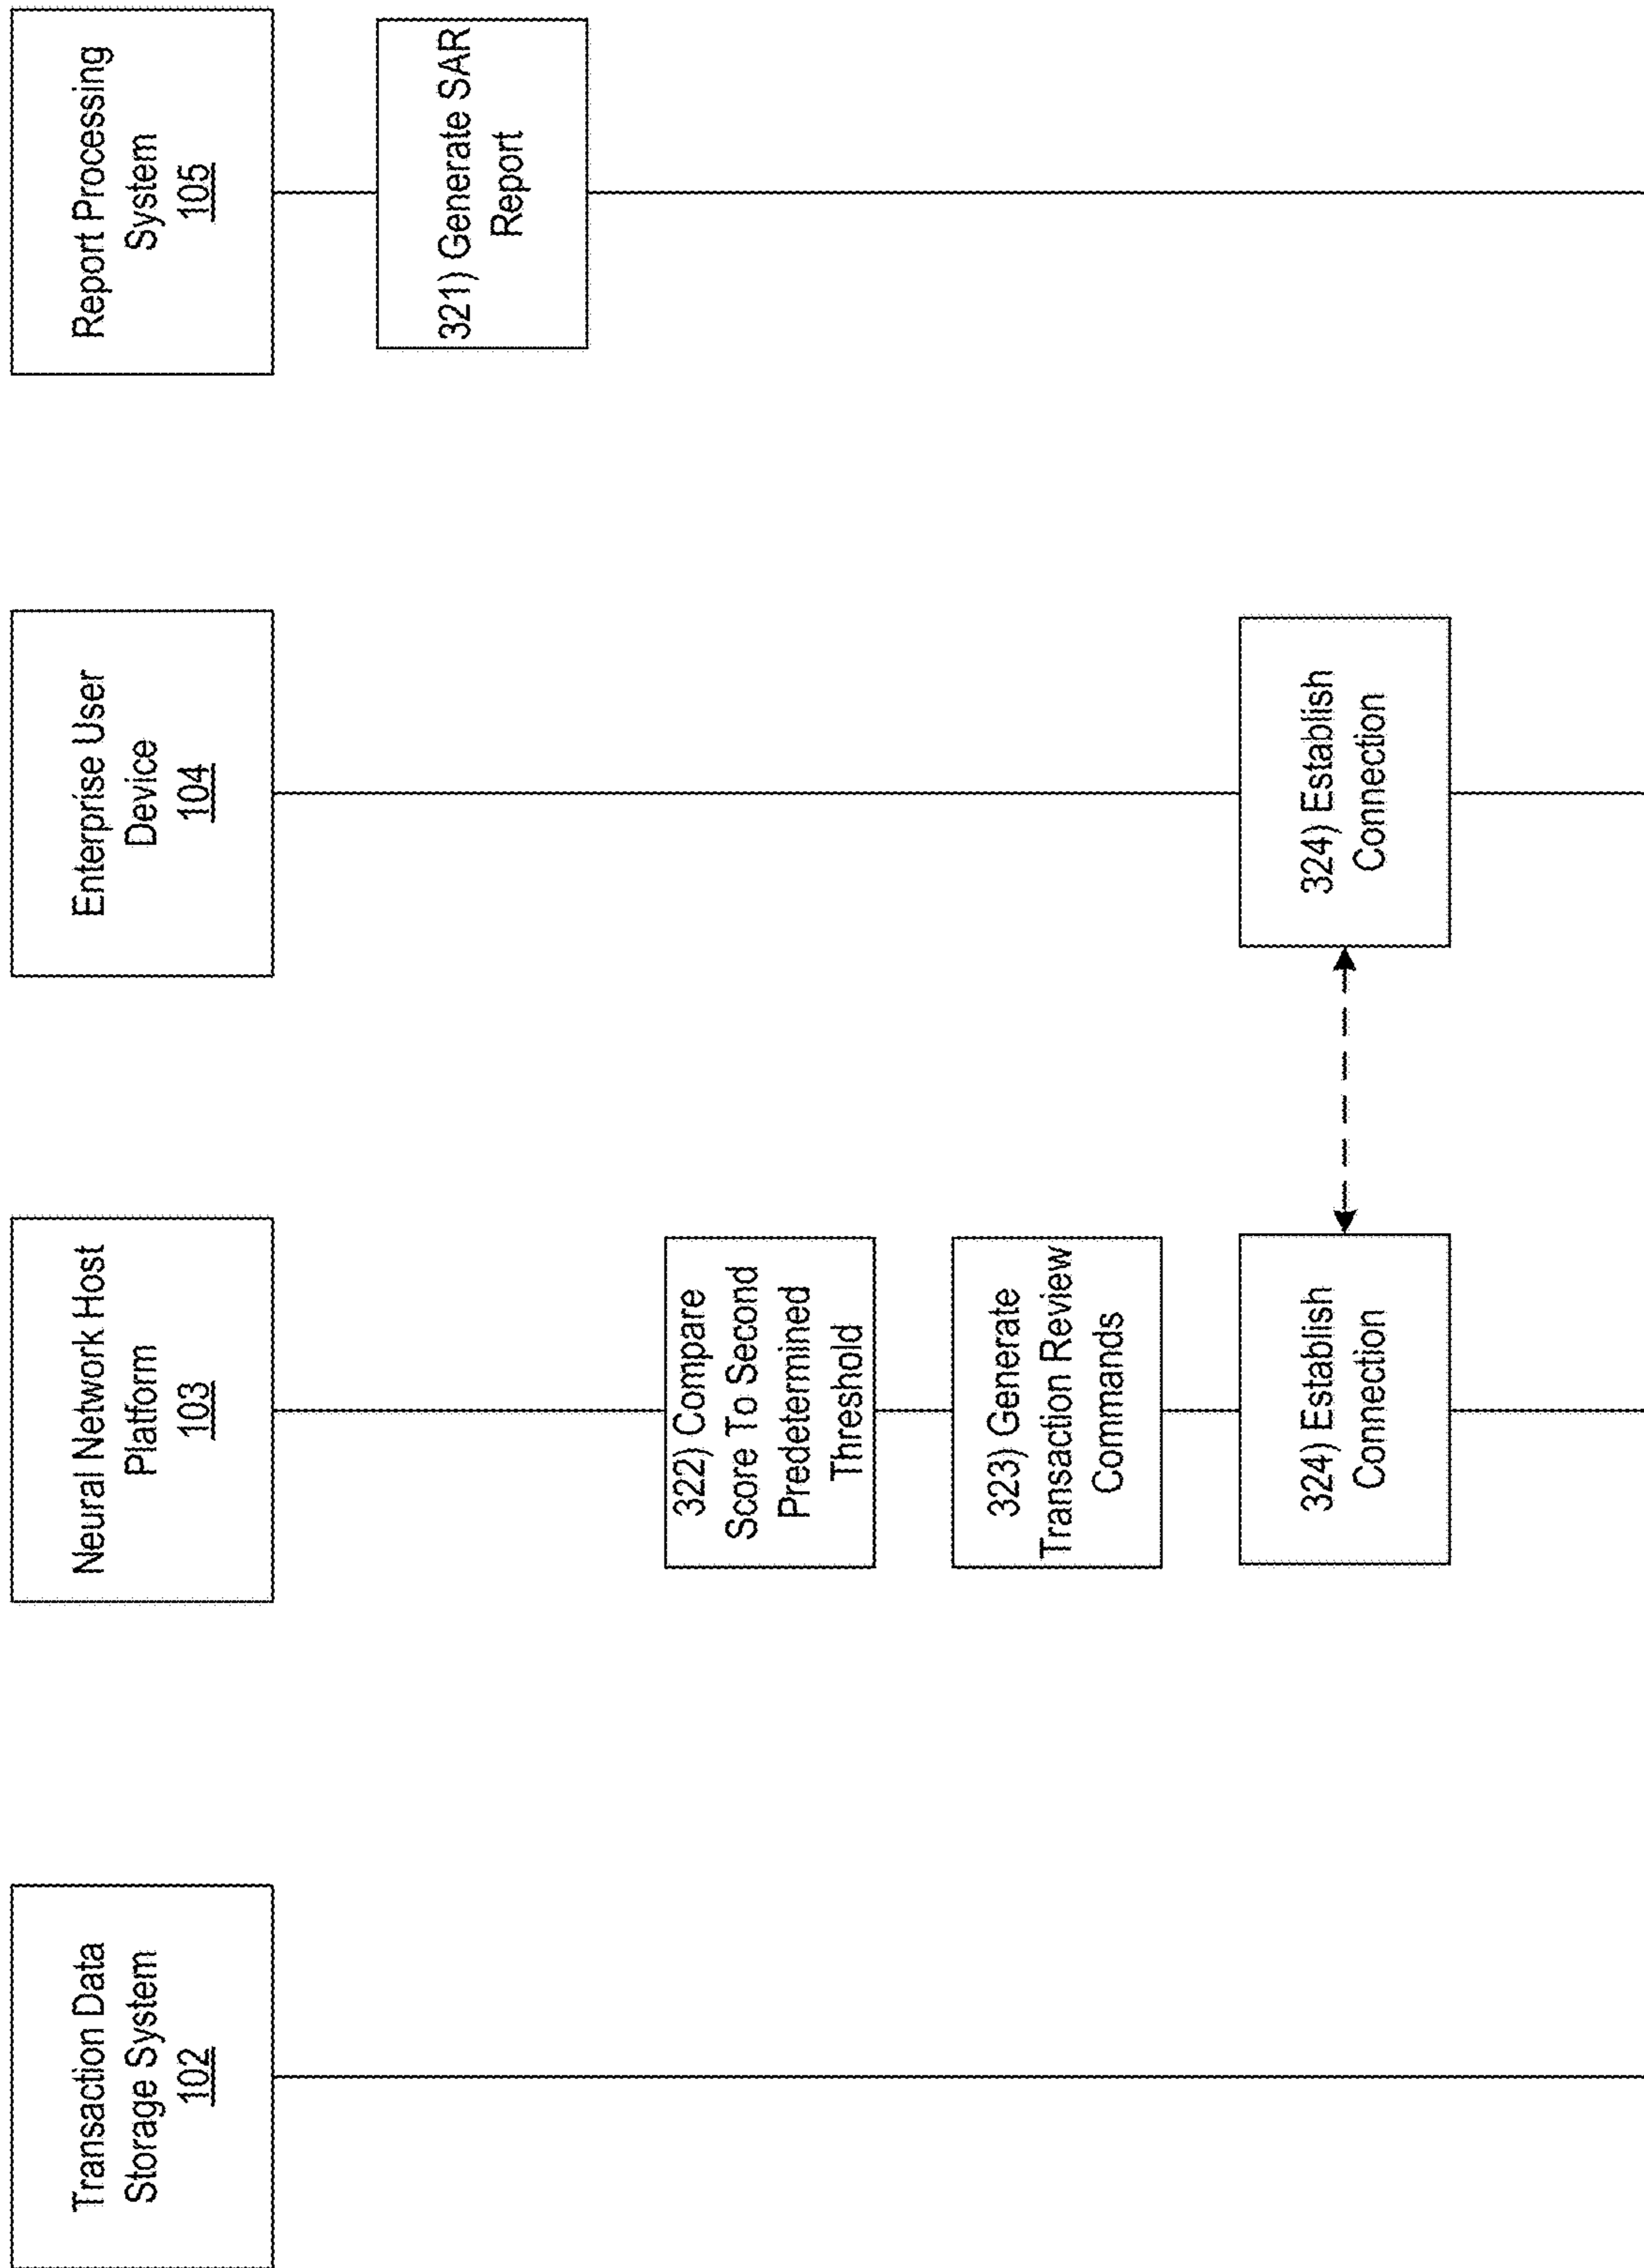 Transaction Data
Storage System
102
Neural Network Host
Platform
103
Enterprise User
Device
104
Report Processing
System
105
321) Generate SAR
Report
322) Compare
Score To Second
Predetermined
Threshold
323) Generate
Transaction Review
Commands
324) Establish
Connection
324) Establish
Connection